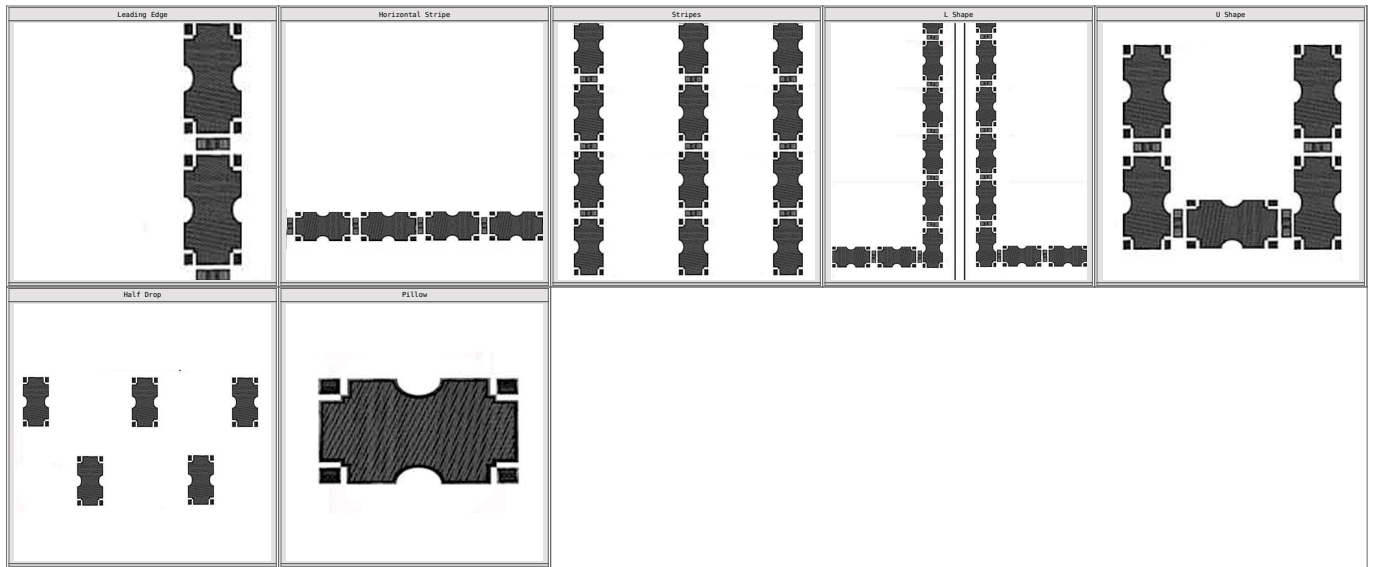 Leading Edge
Horizontal Stripe
Stripes
L Shape
U Shape
Half Drop
Pillow